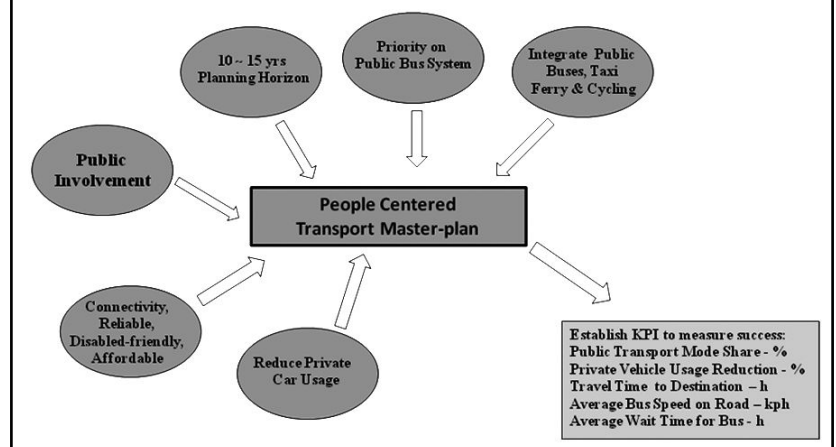 10 ~ 15 yrs
Planning Horizon
Priority on
Public Bus System
Integrate Public
Buses, Taxi
Ferry & Cycling
Public
Involvement
People Centered
Transport Master-plan
Connectivity,
Reliable,
Disabled-friendly,
Affordable
Reduce Private
Car Usage
Establish KPI to measure success:
Public Transport Mode Share - %
Private Vehicle Usage Reduction - %
Travel Time to Destination – h
Average Bus Speed on Road – kph
Average Wait Time for Bus - h